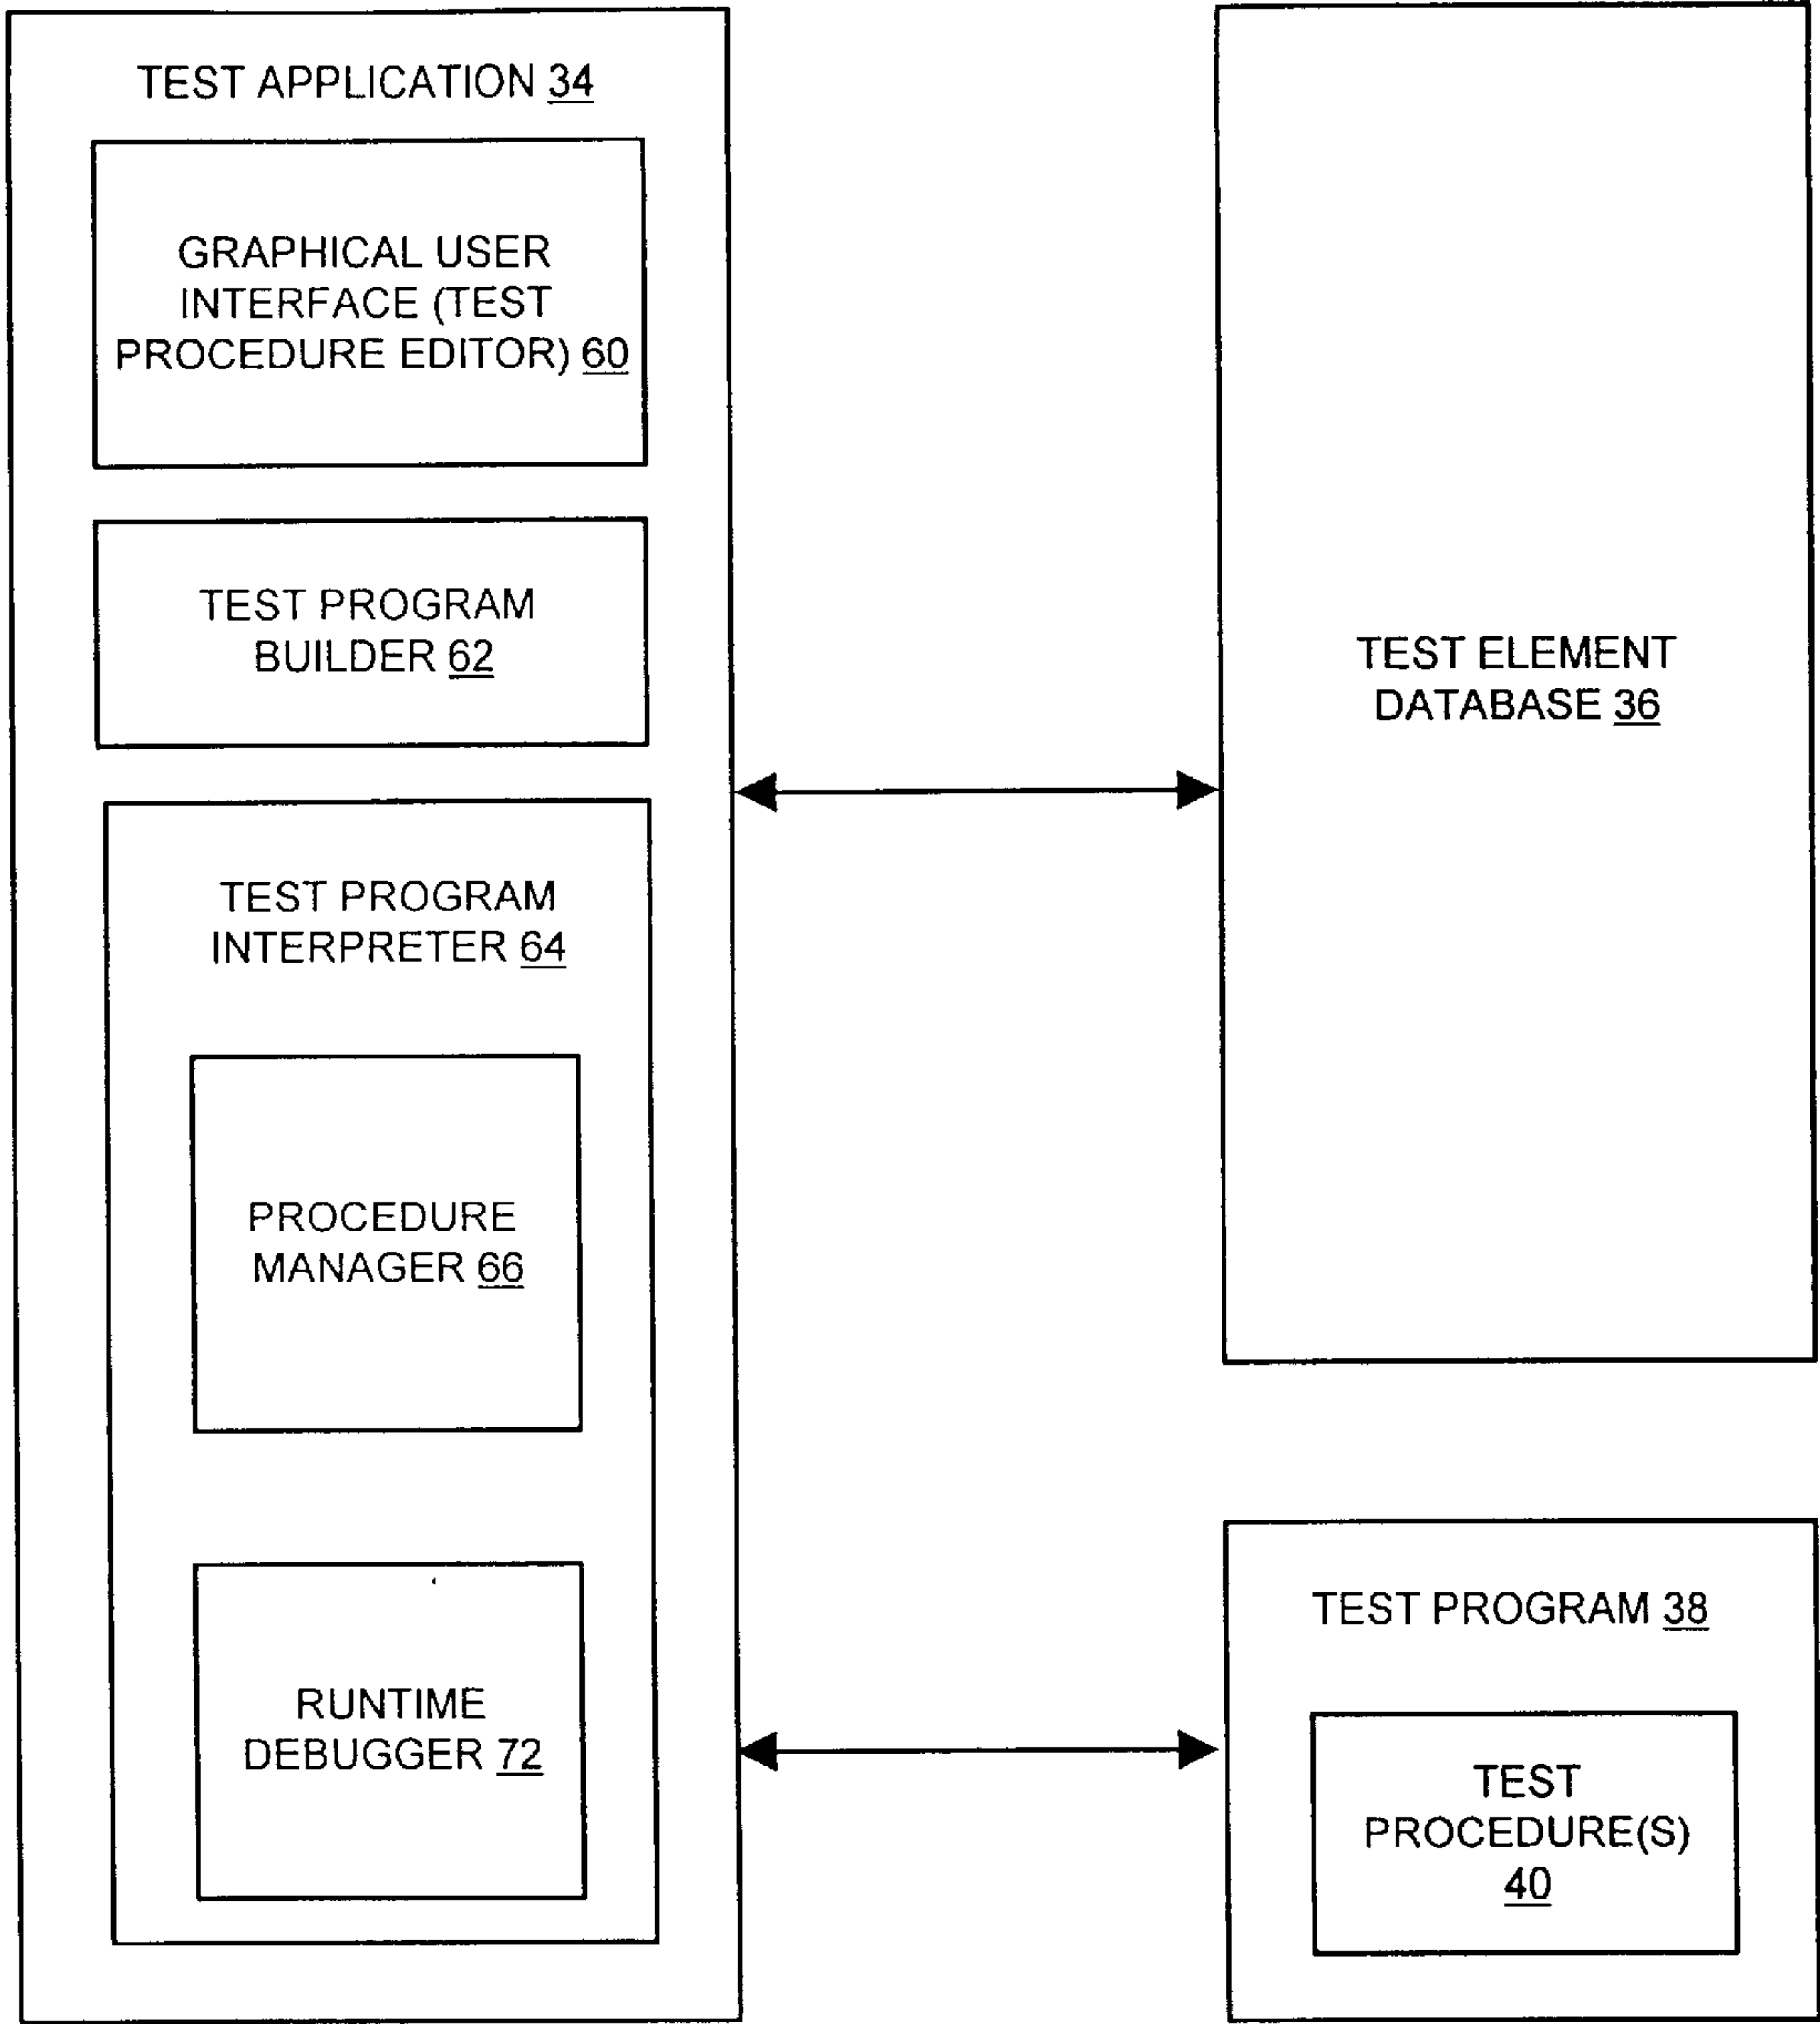 TEST APPLICATION 34
GRAPHICAL USER
INTERFACE (TEST
PROCEDURE EDITOR) 60
TEST PROGRAM
BUILDER 62
TEST PROGRAM
INTERPRETER 64
PROCEDURE
MANAGER 66
RUNTIME
DEBUGGER 72
TEST ELEMENT
DATABASE 36
TEST PROGRAM 38
TEST
PROCEDURE(S)
40